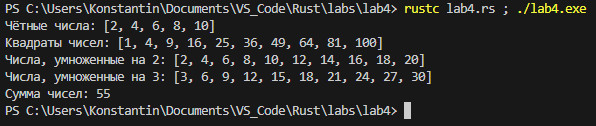 PS C:\Users\Konstantin\Documents\VS_Code\Rust\labs\lab4> rustc lab4.rs ; ./lab4.exe
Чётные числа: [2, 4, 6, 8, 10]
Квадраты чисел: [1, 4, 9, 16, 25, 36, 49, 64, 81, 100]
Числа, умноженные на 2: [2, 4, 6, 8, 10, 12, 14, 16, 18, 20]
Числа, умноженные на 3: [3, 6, 9, 12, 15, 18, 21, 24, 27, 30]
Сумма чисел: 55
PS C:\Users\Konstantin\Documents\VS_Code\Rust\labs\lab4>